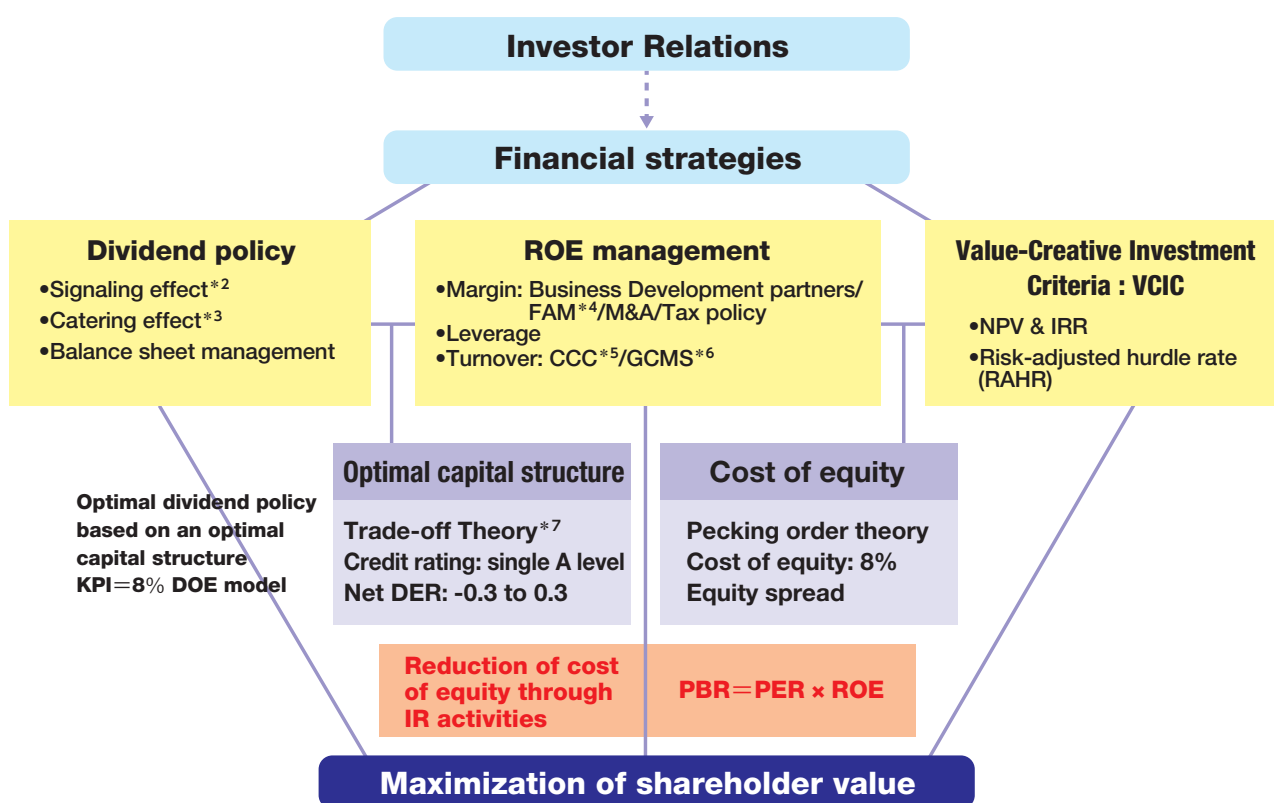 Investor Relations
Financial strategies
Dividend policy
•Signaling effect*2
•Catering effect*3
•Balance sheet management
ROE management
•Margin: Business Development partners/
FAM*4/M&A/Tax policy
•Leverage
•Turnover: CCC*5/GCMS*6
Value-Creative Investment
Criteria : VCIC
•NPV & IRR
•Risk-adjusted hurdle rate
(RAHR)
Optimal dividend policy
based on an optimal
capital structure
KPI=8% DOE model
Optimal capital structure
Trade-off Theory*7
Credit rating: single A level
Net DER: -0.3 to 0.3
Cost of equity
Pecking order theory
Cost of equity: 8%
Equity spread
Reduction of cost
of equity through
IR activities
PBR=PER × ROE
Maximization of shareholder value